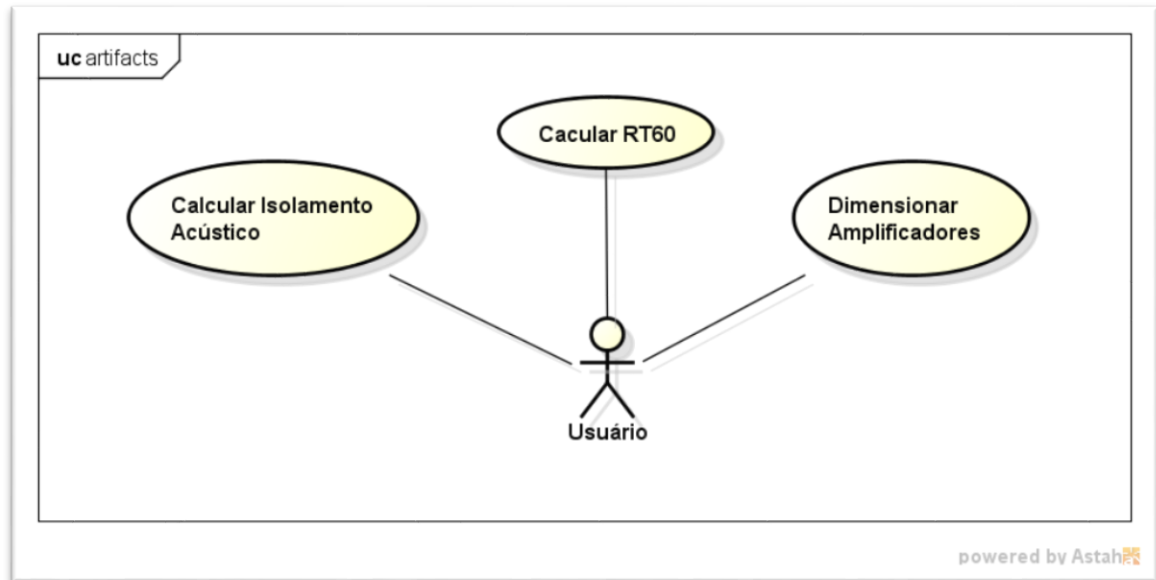 uc artifacts
Cacular RT60
Calcular Isolamento
Acústico
Dimensionar
Amplificadores
Usuário
powered by Astah